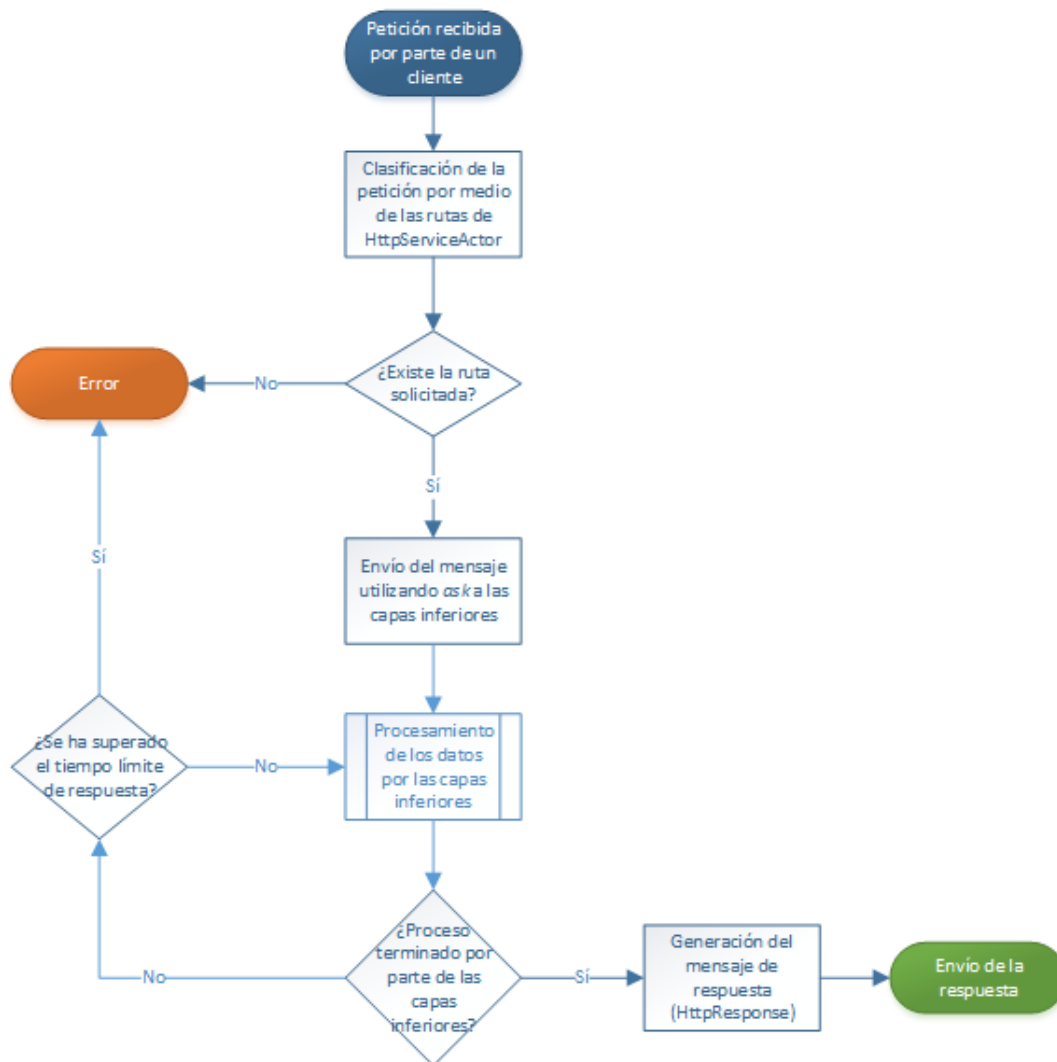 Petición recibida
por parte de un
cliente
Clasificación de la
petición por medio
de las rutas de
HttpServiceActor
¿Existe la ruta
solicitada?
No
Error
Sí
Envío del mensaje
utilizando ask a las
capas inferiores
Sí
¿Se ha superado
el tiempo límite
de respuesta?
No
Procesamiento
de los datos
por las capas
inferiores
¿Proceso
terminado por
parte de las
capas
inferiores?
No
Sí
Generación del
mensaje de
respuesta
(HttpResponse)
Envío de la
respuesta